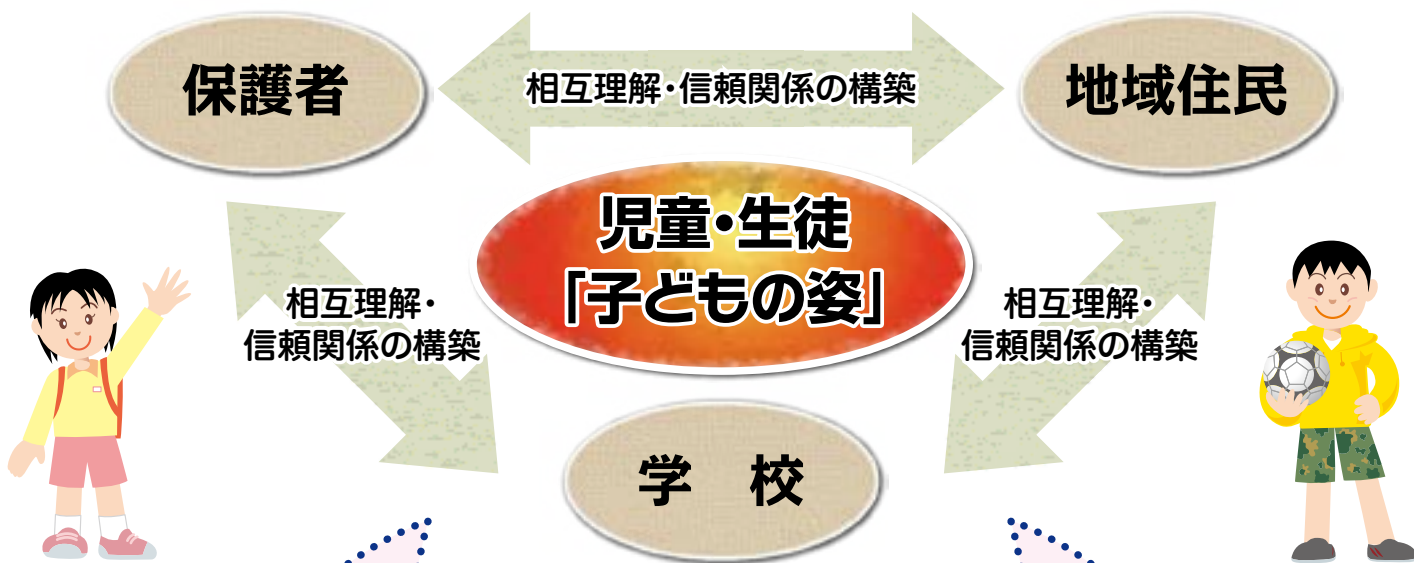 保護者
相互理解・信頼関係の構築
地域住民
児童・生徒
「子どもの姿」
相互理解・
信頼関係の構築
相互理解・
信頼関係の構築
学　校